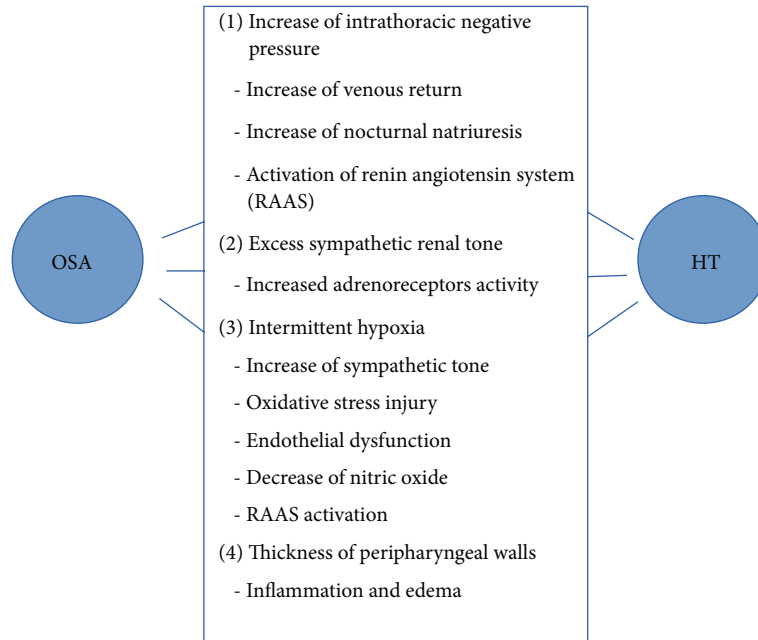 (1) Increase of intrathoracic negative
pressure
- Increase of venous return
- Increase of nocturnal natriuresis
- Activation of renin angiotensin system
(RAAS)
OSA
(2) Excess sympathetic renal tone
HT
- Increased adrenoreceptors activity
(3) Intermittent hypoxia
- Increase of sympathetic tone
- Oxidative stress injury
- Endothelial dysfunction
- Decrease of nitric oxide
- RAAS activation
(4) Thickness of peripharyngeal walls
- Inflammation and edema